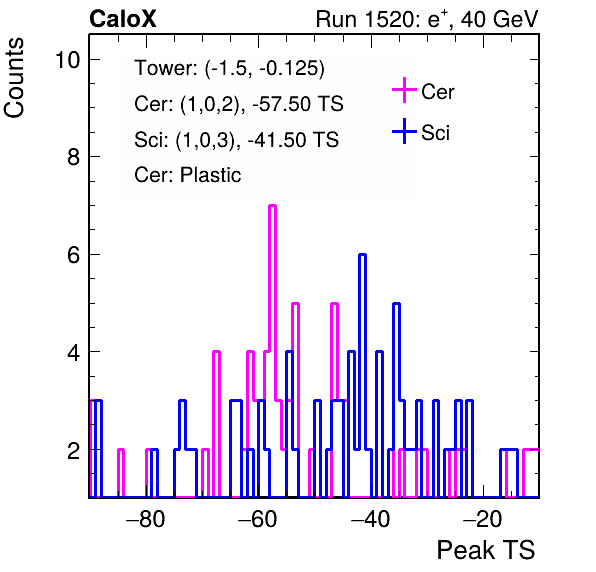 CaloX Run 1520: e⁺, 40 GeV
Counts
Tower: (-1.5, -0.125)
Cer: (1,0,2), -57.50 TS
Sci: (1,0,3), -41.50 TS
Cer: Plastic
Cer
Sci
10
8
6
4
2
−80 −60 −40 −20
Peak TS